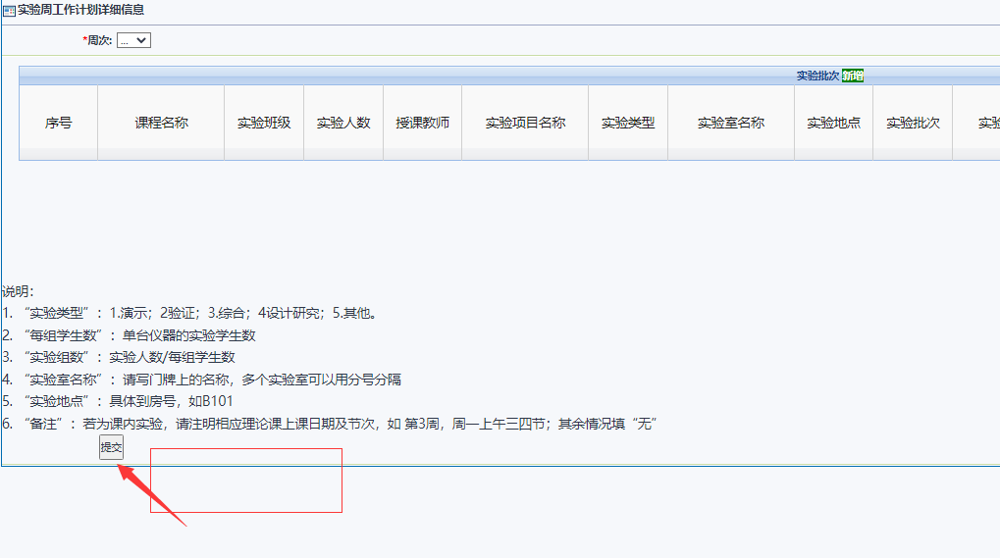 实验周工作计划详细信息
*周次: ...
实验批次 新增
序号 课程名称 实验班级 实验人数 授课教师 实验项目名称 实验类型 实验室名称 实验地点 实验批次 实验
说明：
1. “实验类型”：1.演示；2验证；3.综合；4设计研究；5.其他。
2. “每组学生数”：单台仪器的实验学生数
3. “实验组数”：实验人数/每组学生数
4. “实验室名称”：请写门牌上的名称，多个实验室可以用分号分隔
5. “实验地点”：具体到房号，如B101
6. “备注”：若为课内实验，请注明相应理论课上课日期及节次，如 第3周，周一上午三四节；其余情况填“无”
提交